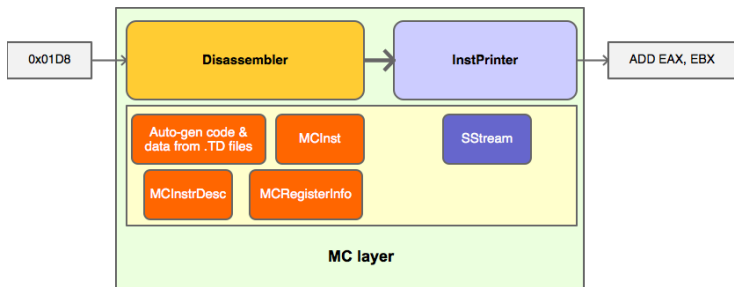 0x01D8
Disassembler
InstPrinter
ADD EAX, EBX
Auto-gen code &
data from .TD files
MCInst
SStream
MCInstrDesc
MCRegisterInfo
MC layer